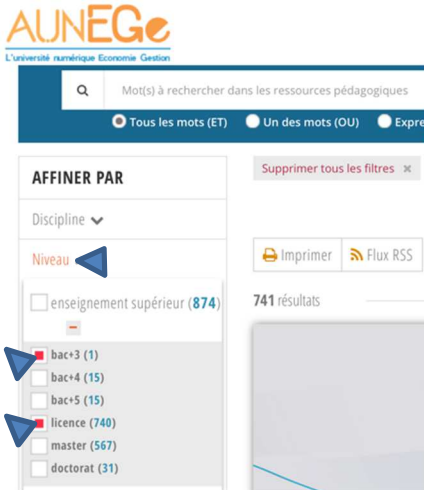 AUNEGe
L'université numérique Economie Gestion
Mot(s) à rechercher dans les ressources pédagogiques
Tous les mots (ET) Un des mots (OU) Expre
AFFINER PAR
Supprimer tous les filtres ×
Discipline
Niveau
Imprimer Flux RSS
enseignement supérieur (874)
741 résultats
bac+3 (1)
bac+4 (15)
bac+5 (15)
licence (740)
master (567)
doctorat (31)